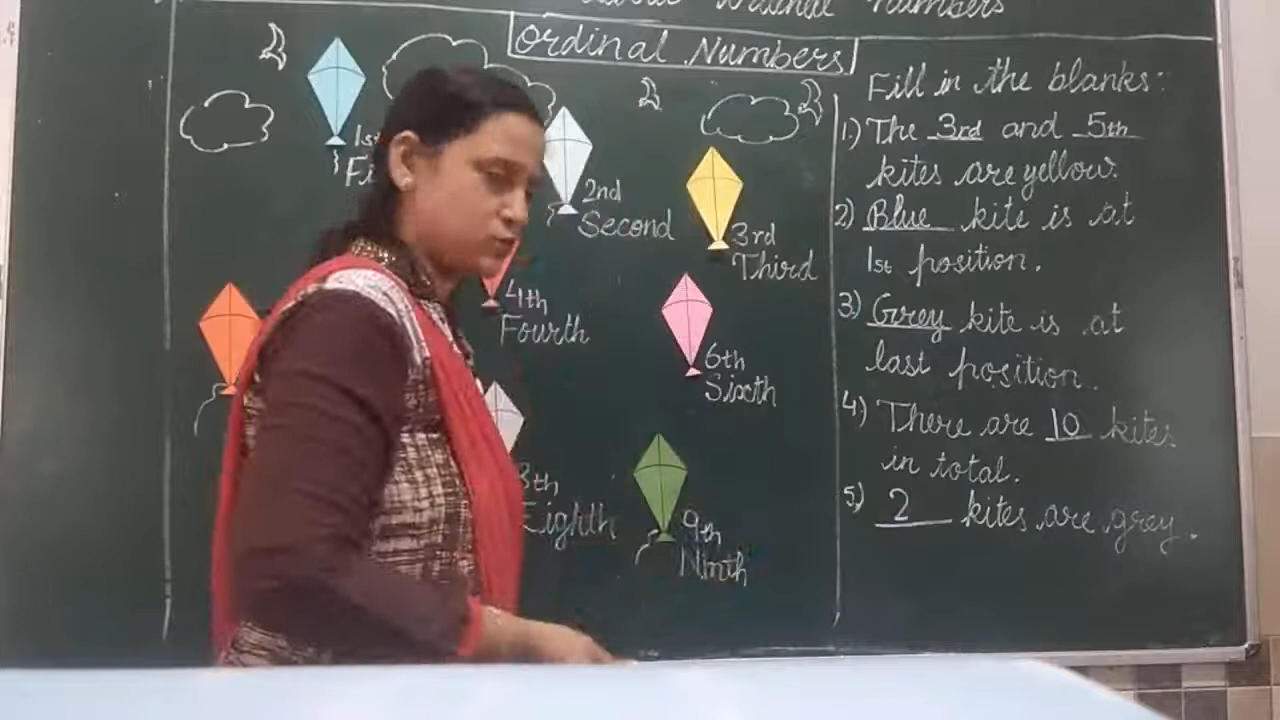 Ordinal Numbers
ordinal Numbers
1st
2nd
Second
3rd
Third
4th
Fourth
6th
Sixth
Eighth
9th
Ninth
Fill in the blanks:
1.) The 3rd and 5th
kites are yellow.
2) Blue kite is at
1st position.
3) Grey kite is at
last position.
4) There are 10 kites
in total.
5) 2 kites are grey.